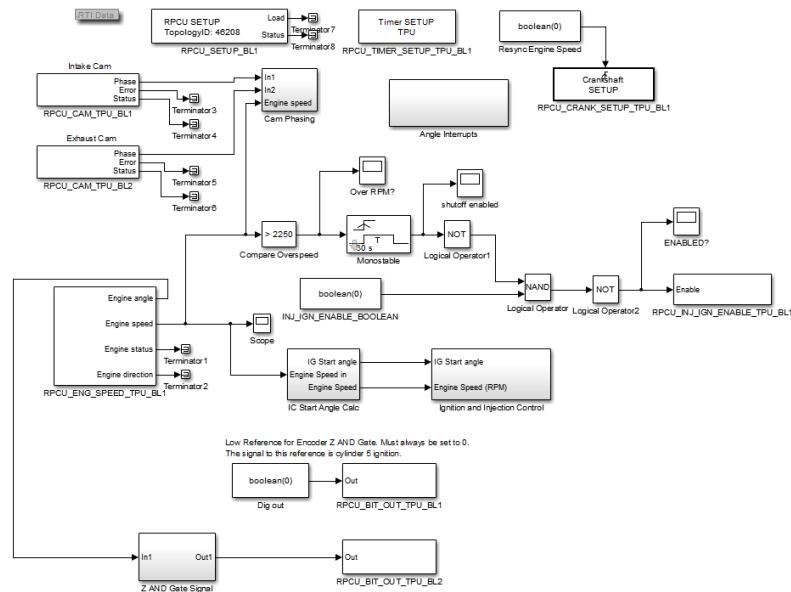 RTI Data
RPCU SETUP
TopologyID: 46208
Load
Status
Terminator7
Terminator8
RPCU_SETUP_BL1
Timer SETUP
TPU
RPCU_TIMER_SETUP_TPU_BL1
boolean(0)
Resync Engine Speed
Crankshaft
SETUP
RPCU_CRANK_SETUP_TPU_BL1
Intake Cam
Phase
Error
Status
RPCU_CAM_TPU_BL1
Terminator3
Terminator4
In1
In2
Engine speed
Cam Phasing
Angle Interrupts
Exhaust Cam
Phase
Error
Status
RPCU_CAM_TPU_BL2
Terminator5
Terminator6
Over RPM?
shutoff enabled
> 2250
Compare Overspeed
30 s
T
Monostable
NOT
Logical Operator1
ENABLED?
boolean(0)
INJ_IGN_ENABLE_BOOLEAN
NAND
Logical Operator
NOT
Logical Operator2
Enable
RPCU_INJ_IGN_ENABLE_TPU_BL1
Engine angle
Engine speed
Engine status
Engine direction
RPCU_ENG_SPEED_TPU_BL1
Scope
Terminator1
Terminator2
IG Start angle
Engine Speed in
Engine Speed
IC Start Angle Calc
IG Start angle
Engine Speed (RPM)
Ignition and Injection Control
Low Reference for Encoder Z AND Gate. Must always be set to 0.
The signal to this reference is cylinder 5 ignition.
boolean(0)
Dig out
Out
RPCU_BIT_OUT_TPU_BL1
In1
Out1
Z AND Gate Signal
Out
RPCU_BIT_OUT_TPU_BL2